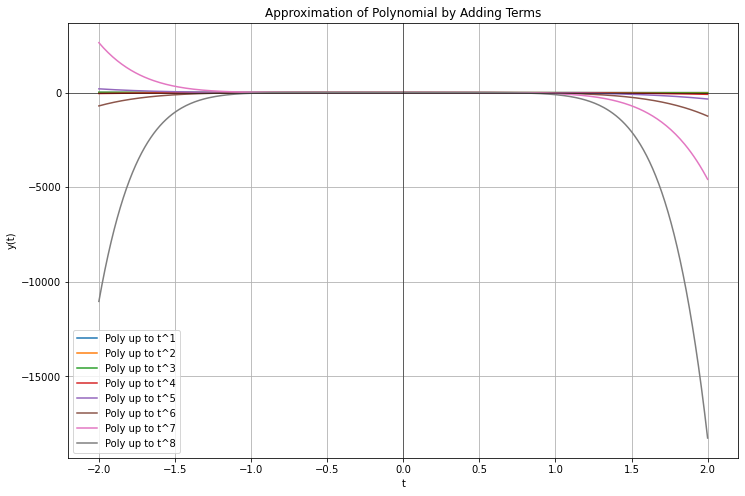 Approximation of Polynomial by Adding Terms
y(t)
0
−5000
−10000
−15000
Poly up to t^1
Poly up to t^2
Poly up to t^3
Poly up to t^4
Poly up to t^5
Poly up to t^6
Poly up to t^7
Poly up to t^8
−2.0 −1.5 −1.0 −0.5 0.0 0.5 1.0 1.5 2.0
t